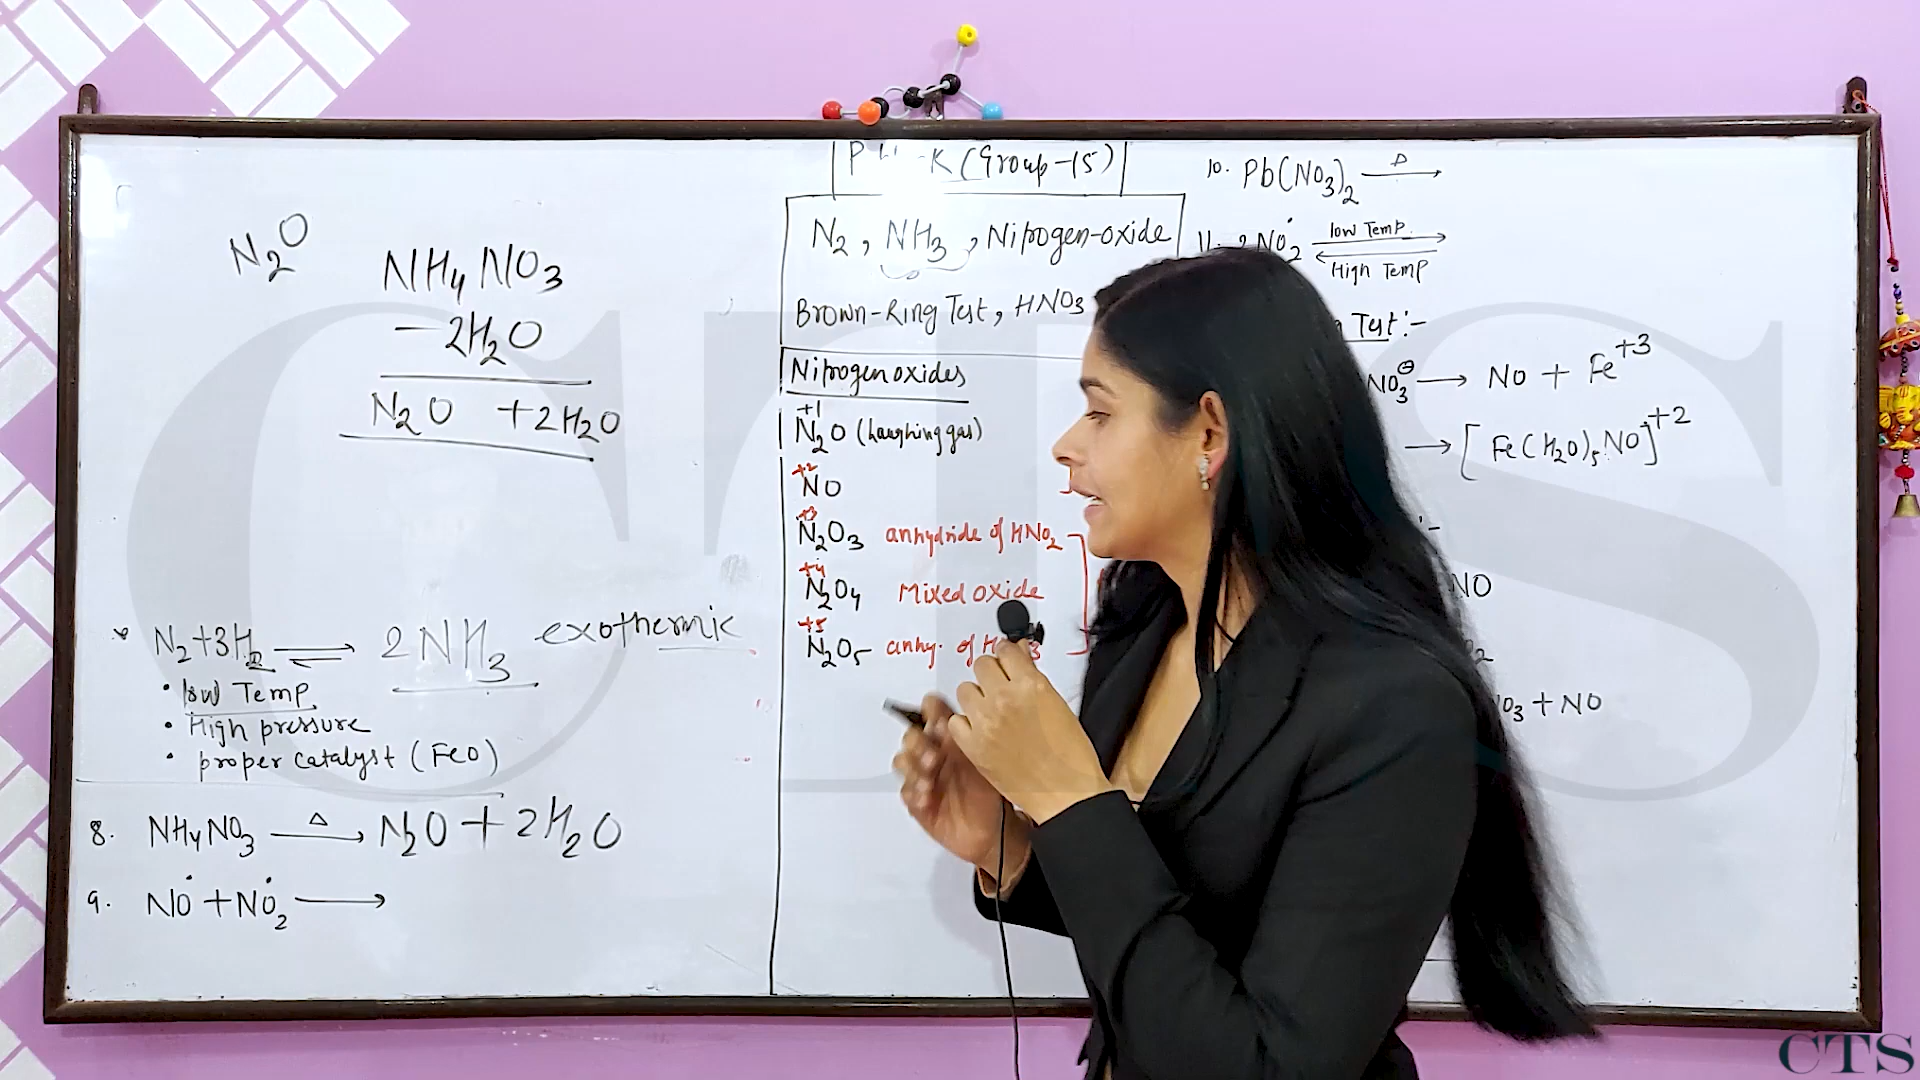 N₂O
NH₄NO₃
−2H₂O
N₂O +2H₂O
N₂+3H₂ ⇌ 2NH₃ exothermic
• low Temp
• High pressure
• proper catalyst (FeO)
8. NH₄NO₃ —Δ→ N₂O + 2H₂O
9. NO• + NO₂• →
K (Group-15)
N₂, NH₃, Nitrogen-oxide
Brown-Ring Test, HNO₃
Nitrogen oxides
+1
N₂O (Laughing gas)
+2
NO
+3
N₂O₃ anhydride of HNO₂
+4
N₂O₄ Mixed oxide
+5
N₂O₅ anhy. of
10. Pb(NO₃)₂ —Δ→
11. 2NO₂• low Temp. ⇌ High Temp
Test:-
NO₃⊖ → NO + Fe⁺³
→ [Fe(H₂O)₅NO]⁺²
NO
+ NO
CTS
CTS